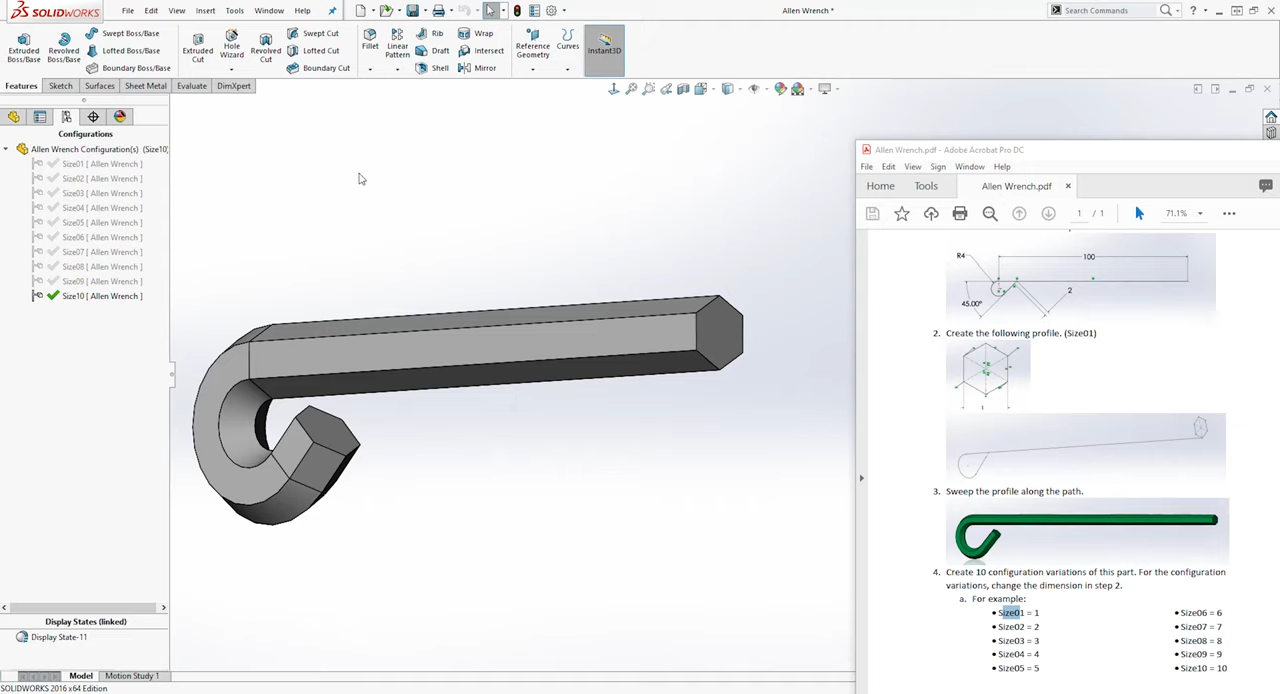 SOLIDWORKS File Edit View Insert Tools Window Help Allen Wrench * Search Commands ?
Extruded Boss/Base Revolved Boss/Base Swept Boss/Base Lofted Boss/Base Boundary Boss/Base Extruded Cut Hole Wizard Revolved Cut Swept Cut Lofted Cut Boundary Cut Fillet Linear Pattern Rib Draft Shell Wrap Intersect Mirror Reference Geometry Curves Instant3D
Features Sketch Surfaces Sheet Metal Evaluate DimXpert
Configurations
Allen Wrench Configuration(s) (Size10)
Size01 [ Allen Wrench ]
Size02 [ Allen Wrench ]
Size03 [ Allen Wrench ]
Size04 [ Allen Wrench ]
Size05 [ Allen Wrench ]
Size06 [ Allen Wrench ]
Size07 [ Allen Wrench ]
Size08 [ Allen Wrench ]
Size09 [ Allen Wrench ]
Size10 [ Allen Wrench ]
Display States (linked)
Display State-11
Model Motion Study 1
SOLIDWORKS 2016 x64 Edition
Allen Wrench.pdf - Adobe Acrobat Pro DC
File Edit View Sign Window Help
Home Tools Allen Wrench.pdf ×
1 / 1 71.1%
R4 100
45.00° 2
2. Create the following profile. (Size01)
1
3. Sweep the profile along the path.
4. Create 10 configuration variations of this part. For the configuration
variations, change the dimension in step 2.
a. For example:
• Size01 = 1 • Size06 = 6
• Size02 = 2 • Size07 = 7
• Size03 = 3 • Size08 = 8
• Size04 = 4 • Size09 = 9
• Size05 = 5 • Size10 = 10